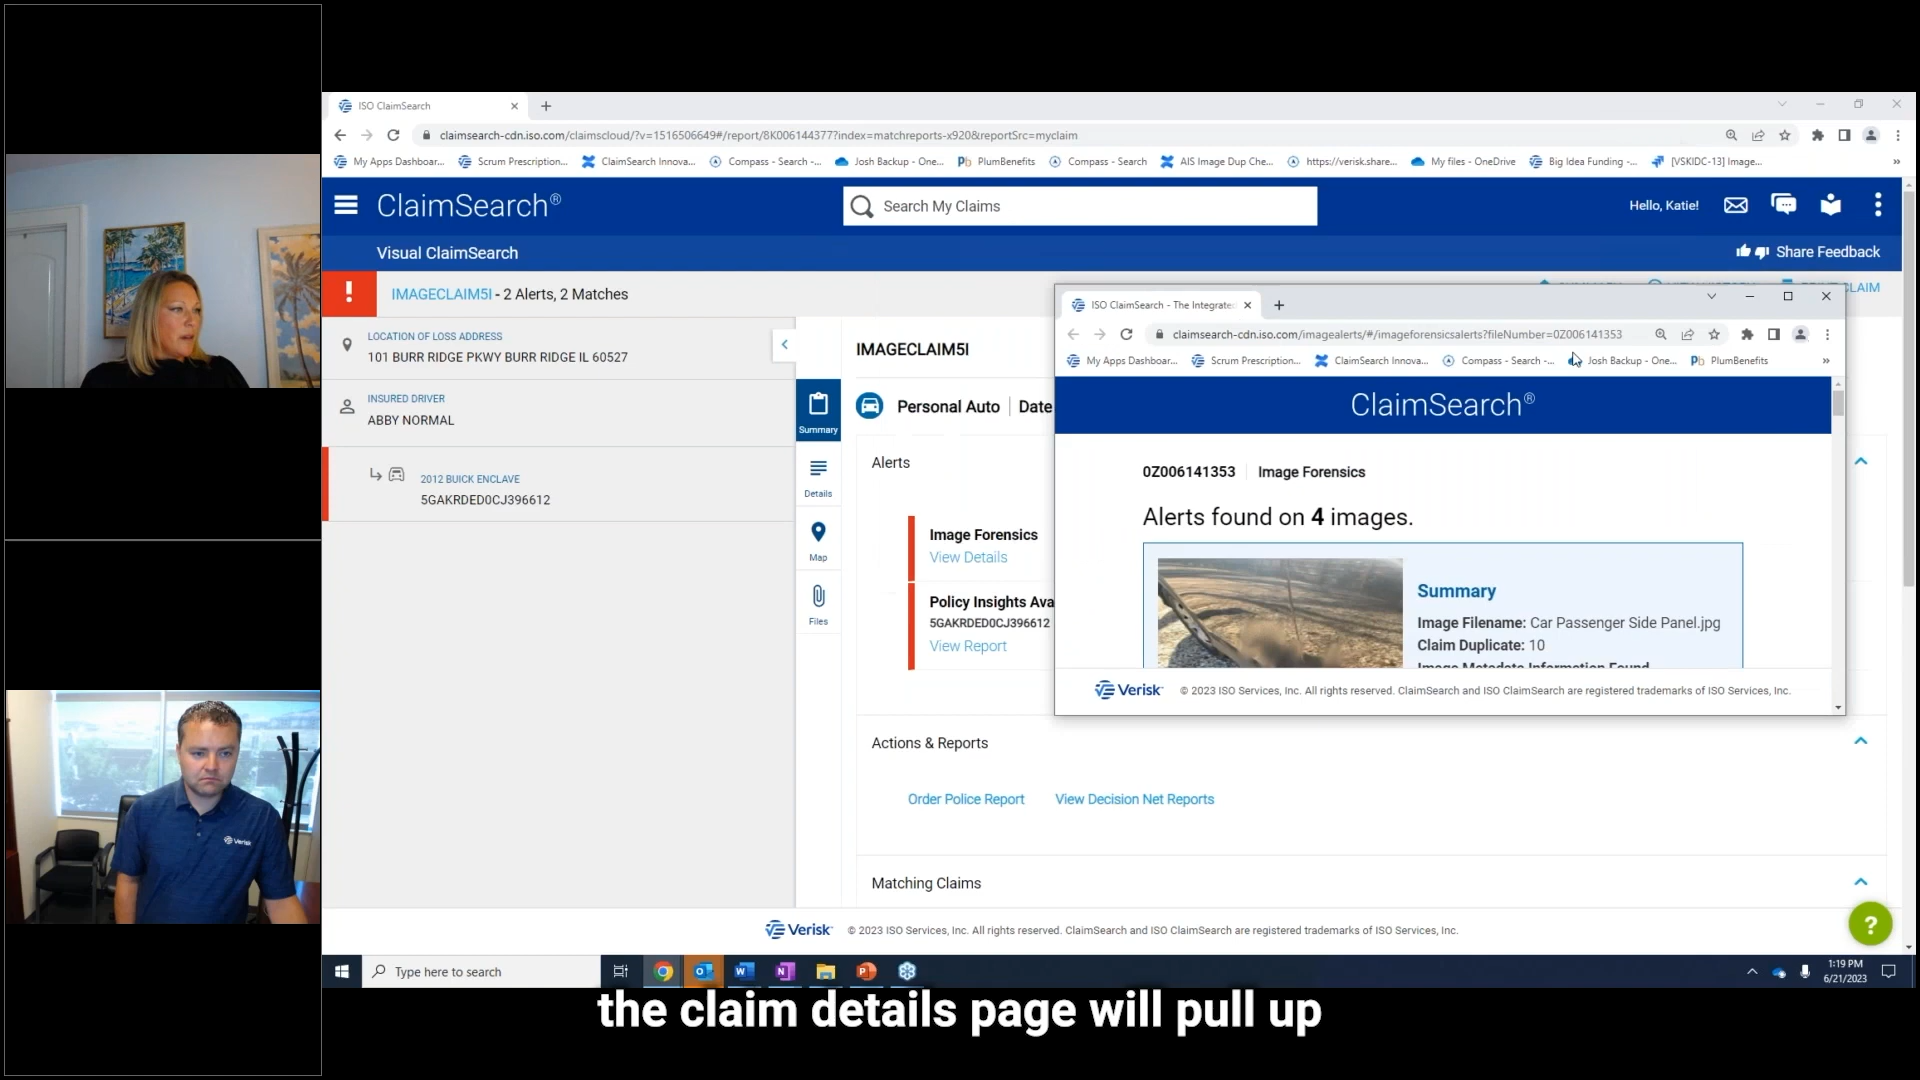 ISO ClaimSearch
claimsearch-cdn.iso.com/claimscloud/?v=1516506649#/report/8K006144377?index=matchreports-x920&reportSrc=myclaim
My Apps Dashboar... Scrum Prescription... ClaimSearch Innova... Compass - Search -... Josh Backup - One... Pb PlumBenefits Compass - Search AIS Image Dup Che... https://verisk.share... My files - OneDrive Big Idea Funding -... [VSKIDC-13] Image... »
ClaimSearch®
Search My Claims
Hello, Katie!
Visual ClaimSearch
Share Feedback
! IMAGECLAIM5I - 2 Alerts, 2 Matches
CLAIM
LOCATION OF LOSS ADDRESS
101 BURR RIDGE PKWY BURR RIDGE IL 60527
INSURED DRIVER
ABBY NORMAL
2012 BUICK ENCLAVE
5GAKRDED0CJ396612
Summary
Details
Map
Files
IMAGECLAIM5I
Personal Auto | Date
Alerts
Image Forensics
View Details
Policy Insights Ava
5GAKRDED0CJ396612
View Report
Actions & Reports
Order Police Report View Decision Net Reports
Matching Claims
ISO ClaimSearch - The Integrate
claimsearch-cdn.iso.com/imagealerts/#/imageforensicsalerts?fileNumber=0Z006141353
My Apps Dashboar... Scrum Prescription... ClaimSearch Innova... Compass - Search -... Josh Backup - One... Pb PlumBenefits »
ClaimSearch®
0Z006141353 | Image Forensics
Alerts found on 4 images.
Summary
Image Filename: Car Passenger Side Panel.jpg
Claim Duplicate: 10
Image Metadata Information Found
Verisk © 2023 ISO Services, Inc. All rights reserved. ClaimSearch and ISO ClaimSearch are registered trademarks of ISO Services, Inc.
Verisk © 2023 ISO Services, Inc. All rights reserved. ClaimSearch and ISO ClaimSearch are registered trademarks of ISO Services, Inc.
?
Type here to search
1:19 PM
6/21/2023
Verisk
the claim details page will pull up